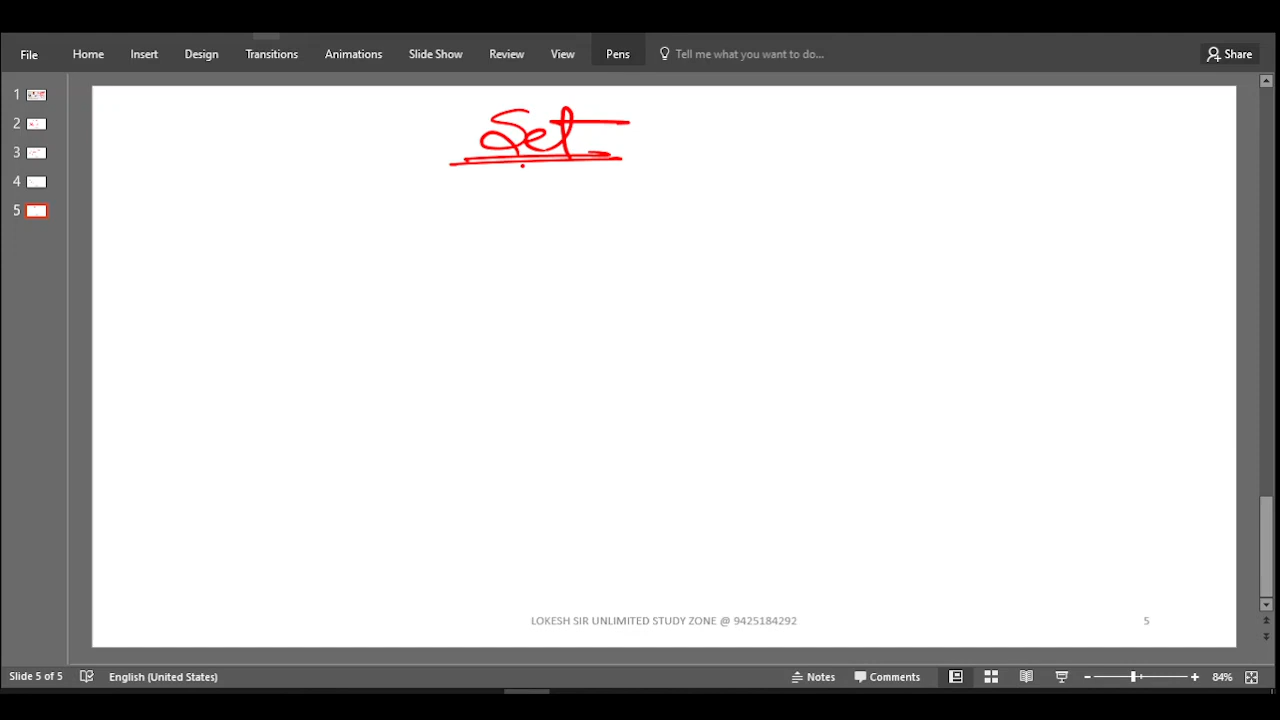 File Home Insert Design Transitions Animations Slide Show Review View Pens Tell me what you want to do... Share
1
2
3
4
5
Set
LOKESH SIR UNLIMITED STUDY ZONE @ 9425184292 5
Slide 5 of 5 English (United States) Notes Comments 84%